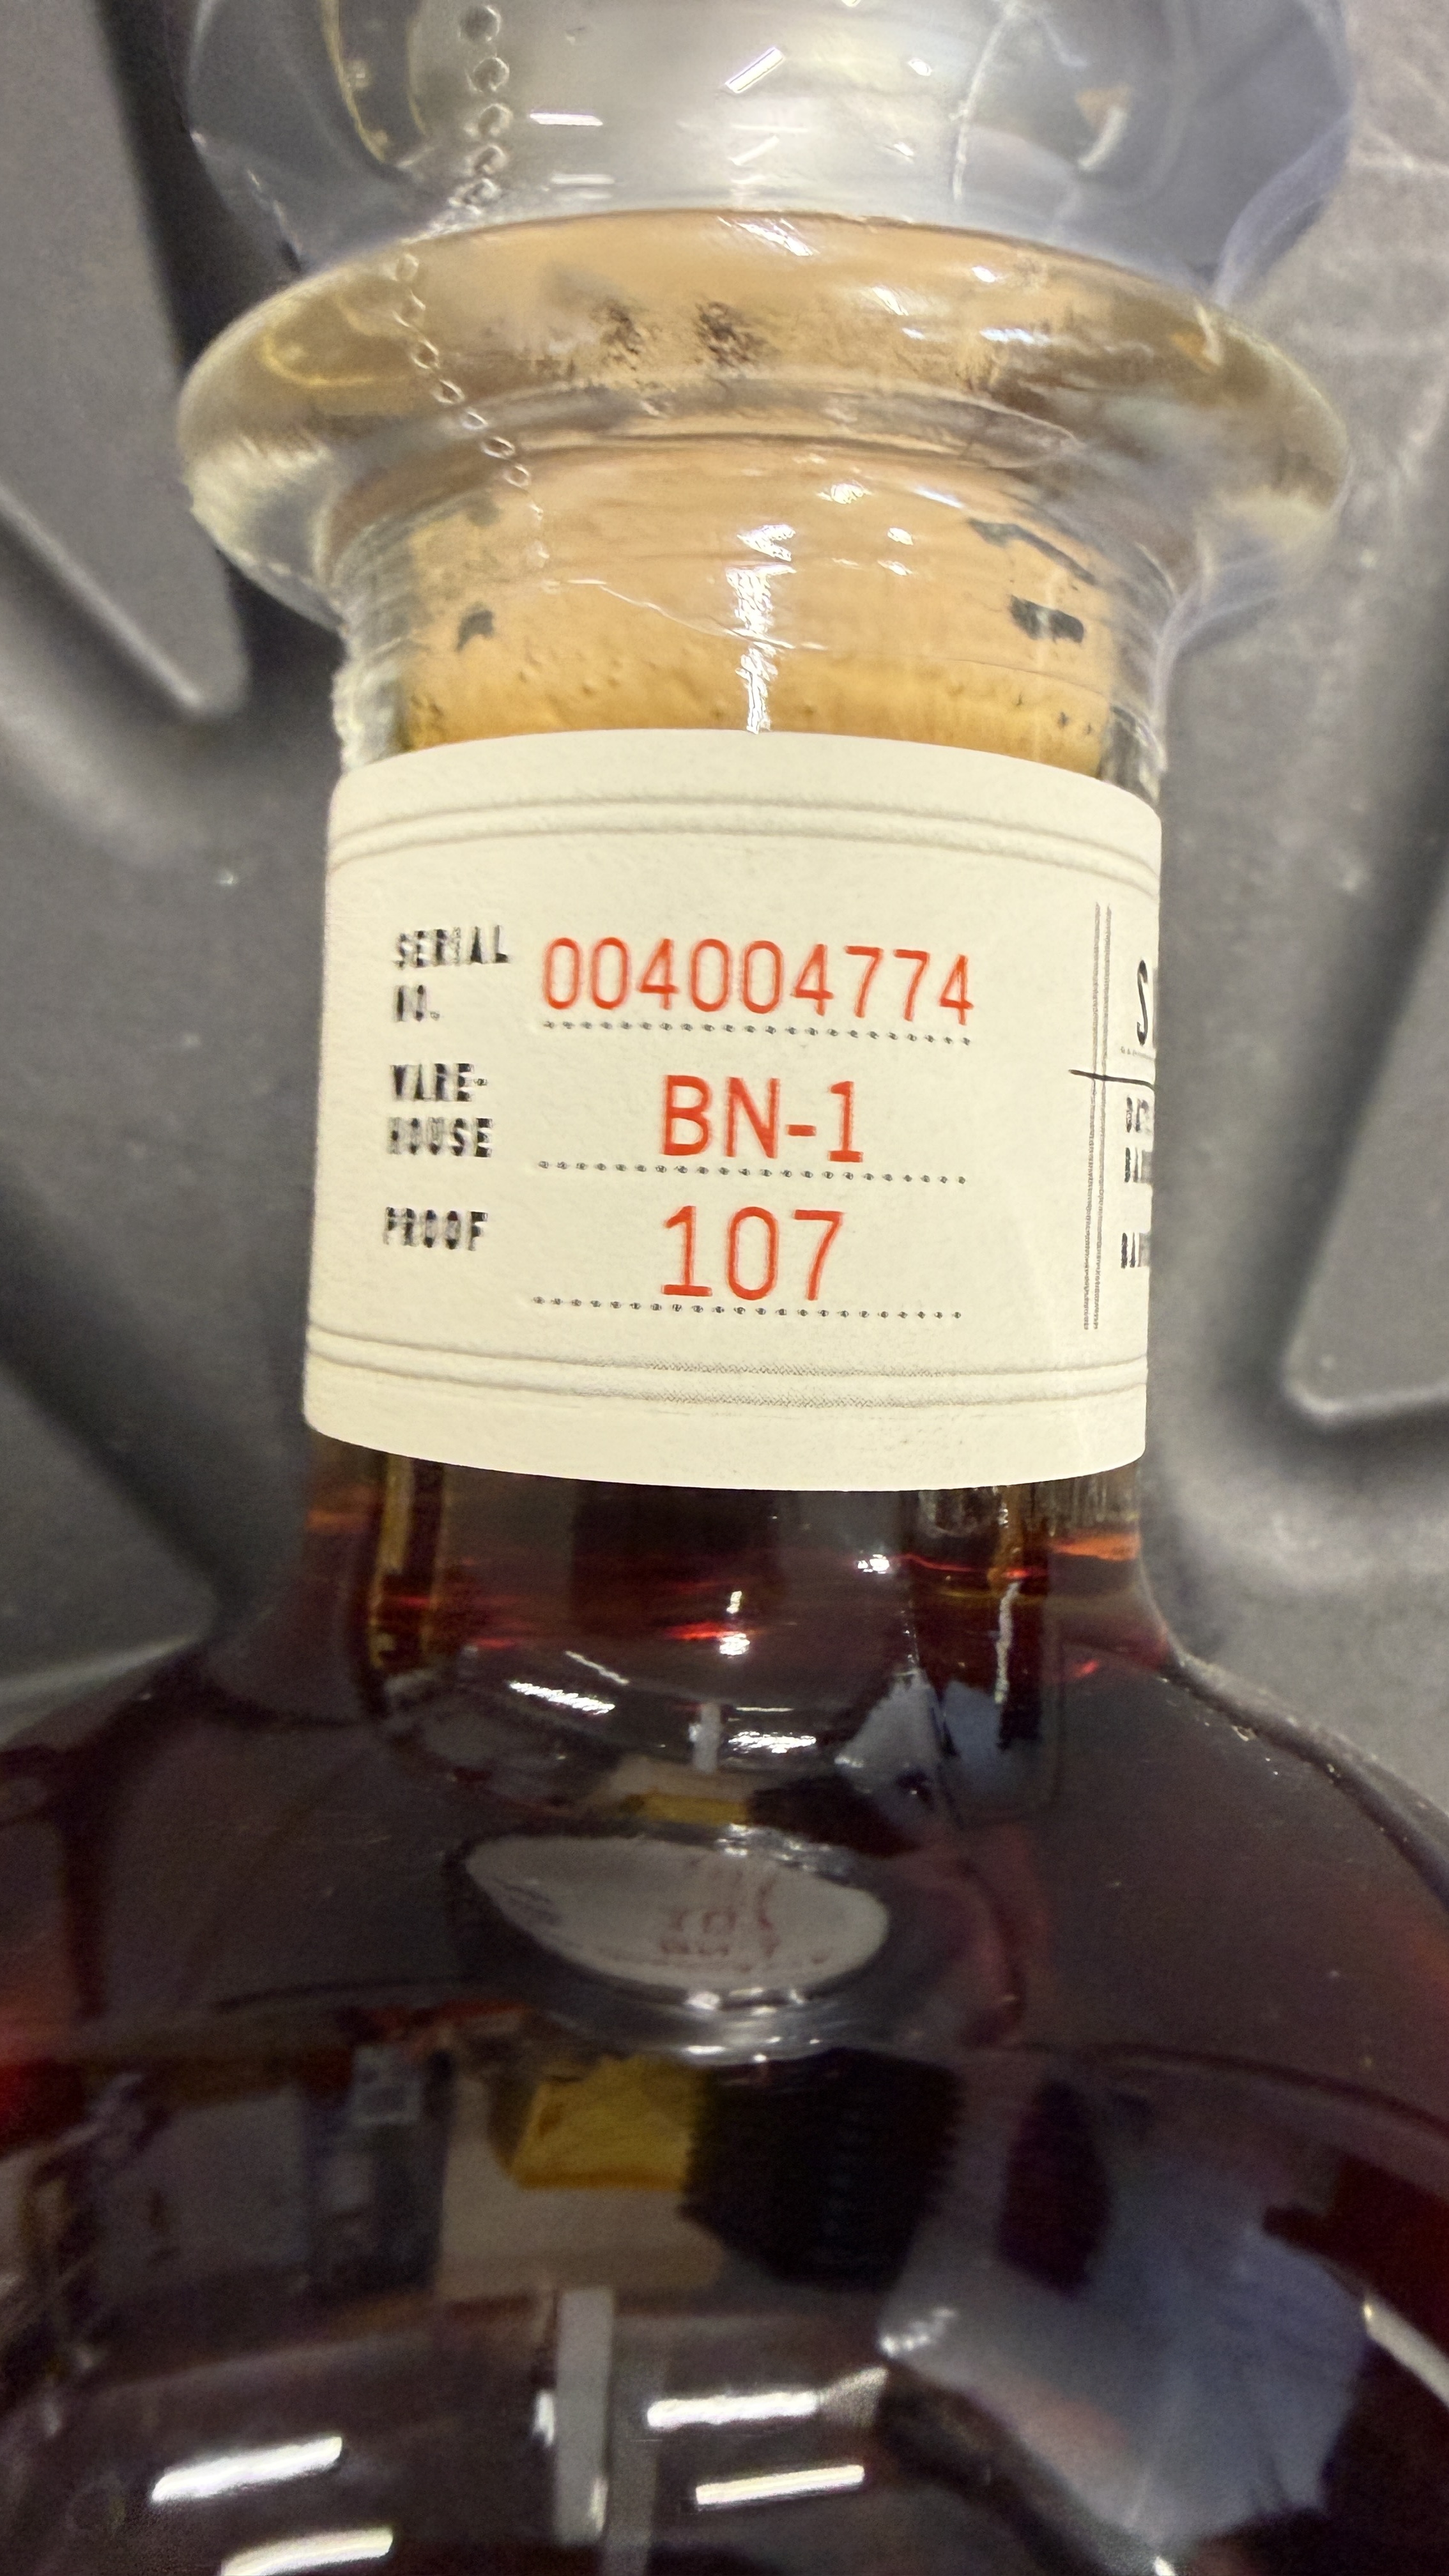 SERIAL NO. 004004774
WARE-HOUSE BN-1
PROOF 107